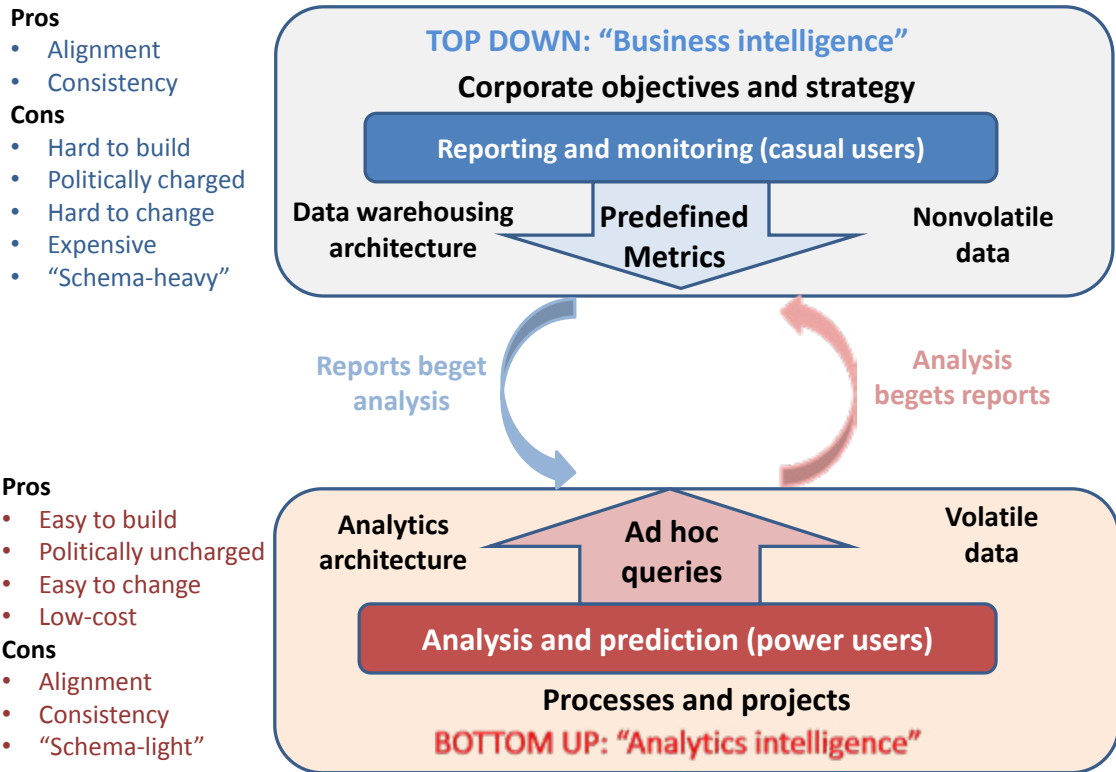 Pros
• Alignment
• Consistency
Cons
• Hard to build
• Politically charged
• Hard to change
• Expensive
• “Schema-heavy”
TOP DOWN: “Business intelligence”
Corporate objectives and strategy
Reporting and monitoring (casual users)
Data warehousing
architecture
Predefined
Metrics
Nonvolatile
data
Reports beget
analysis
Analysis
begets reports
Pros
• Easy to build
• Politically uncharged
• Easy to change
• Low-cost
Cons
• Alignment
• Consistency
• “Schema-light”
Analytics
architecture
Ad hoc
queries
Volatile
data
Analysis and prediction (power users)
Processes and projects
BOTTOM UP: “Analytics intelligence”